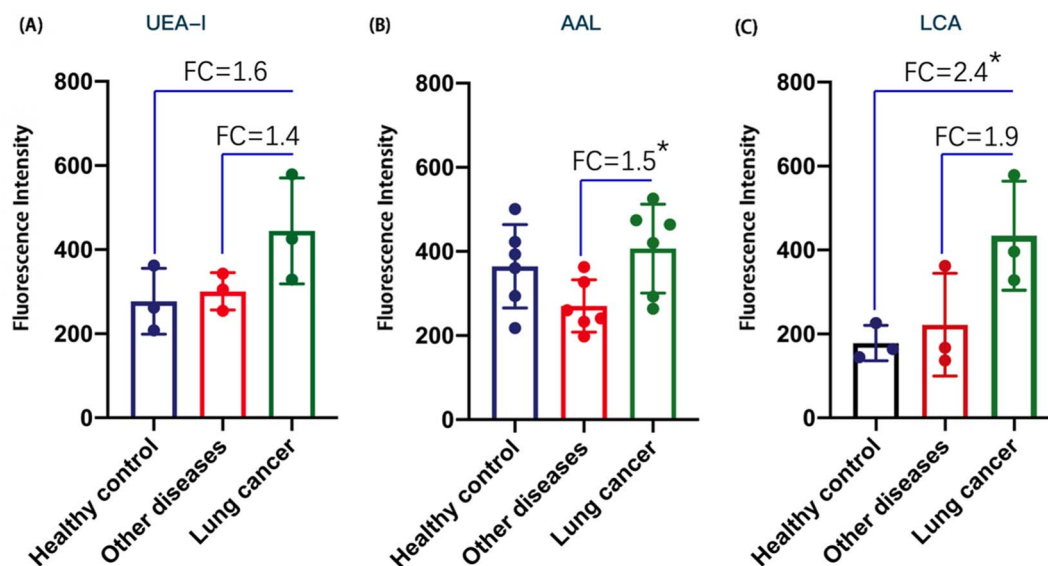 (A) UEA–I
FC=1.6
FC=1.4
800
600
400
200
0
Fluorescence Intensity
Healthy control
Other diseases
Lung cancer
(B) AAL
FC=1.5*
800
600
400
200
0
Fluorescence Intensity
Healthy control
Other diseases
Lung cancer
(C) LCA
FC=2.4*
FC=1.9
800
600
400
200
0
Fluorescence Intensity
Healthy control
Other diseases
Lung cancer